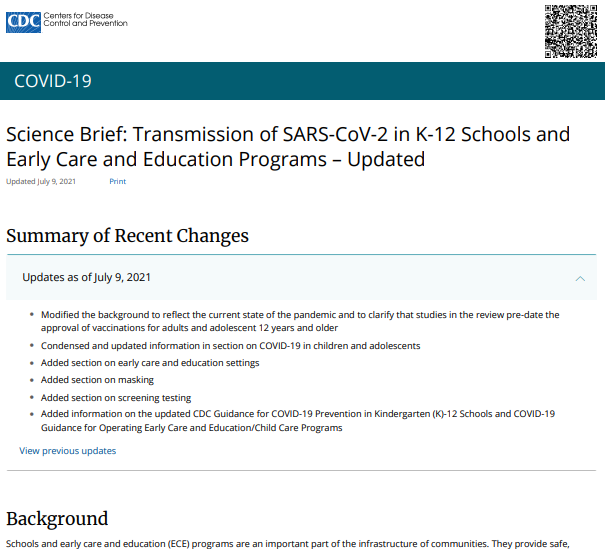 CDC Centers for Disease
Control and Prevention
COVID-19
Science Brief: Transmission of SARS-CoV-2 in K-12 Schools and
Early Care and Education Programs – Updated
Updated July 9, 2021 Print
Summary of Recent Changes
Updates as of July 9, 2021
• Modified the background to reflect the current state of the pandemic and to clarify that studies in the review pre-date the
approval of vaccinations for adults and adolescent 12 years and older
• Condensed and updated information in section on COVID-19 in children and adolescents
• Added section on early care and education settings
• Added section on masking
• Added section on screening testing
• Added information on the updated CDC Guidance for COVID-19 Prevention in Kindergarten (K)-12 Schools and COVID-19
Guidance for Operating Early Care and Education/Child Care Programs
View previous updates
Background
Schools and early care and education (ECE) programs are an important part of the infrastructure of communities. They provide safe,